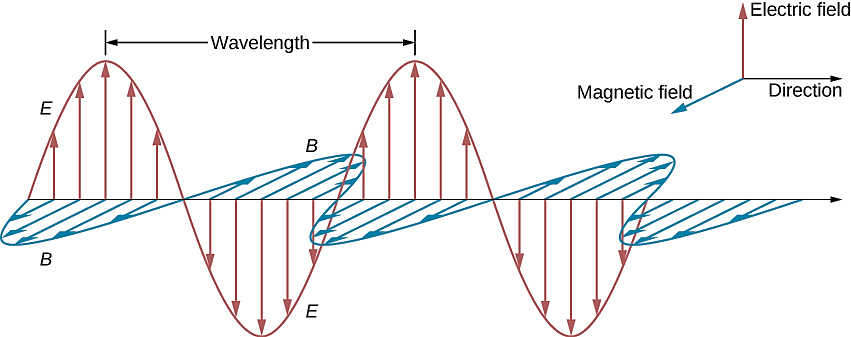 Electric field
Wavelength
Direction
Magnetic field
E
B
B
E